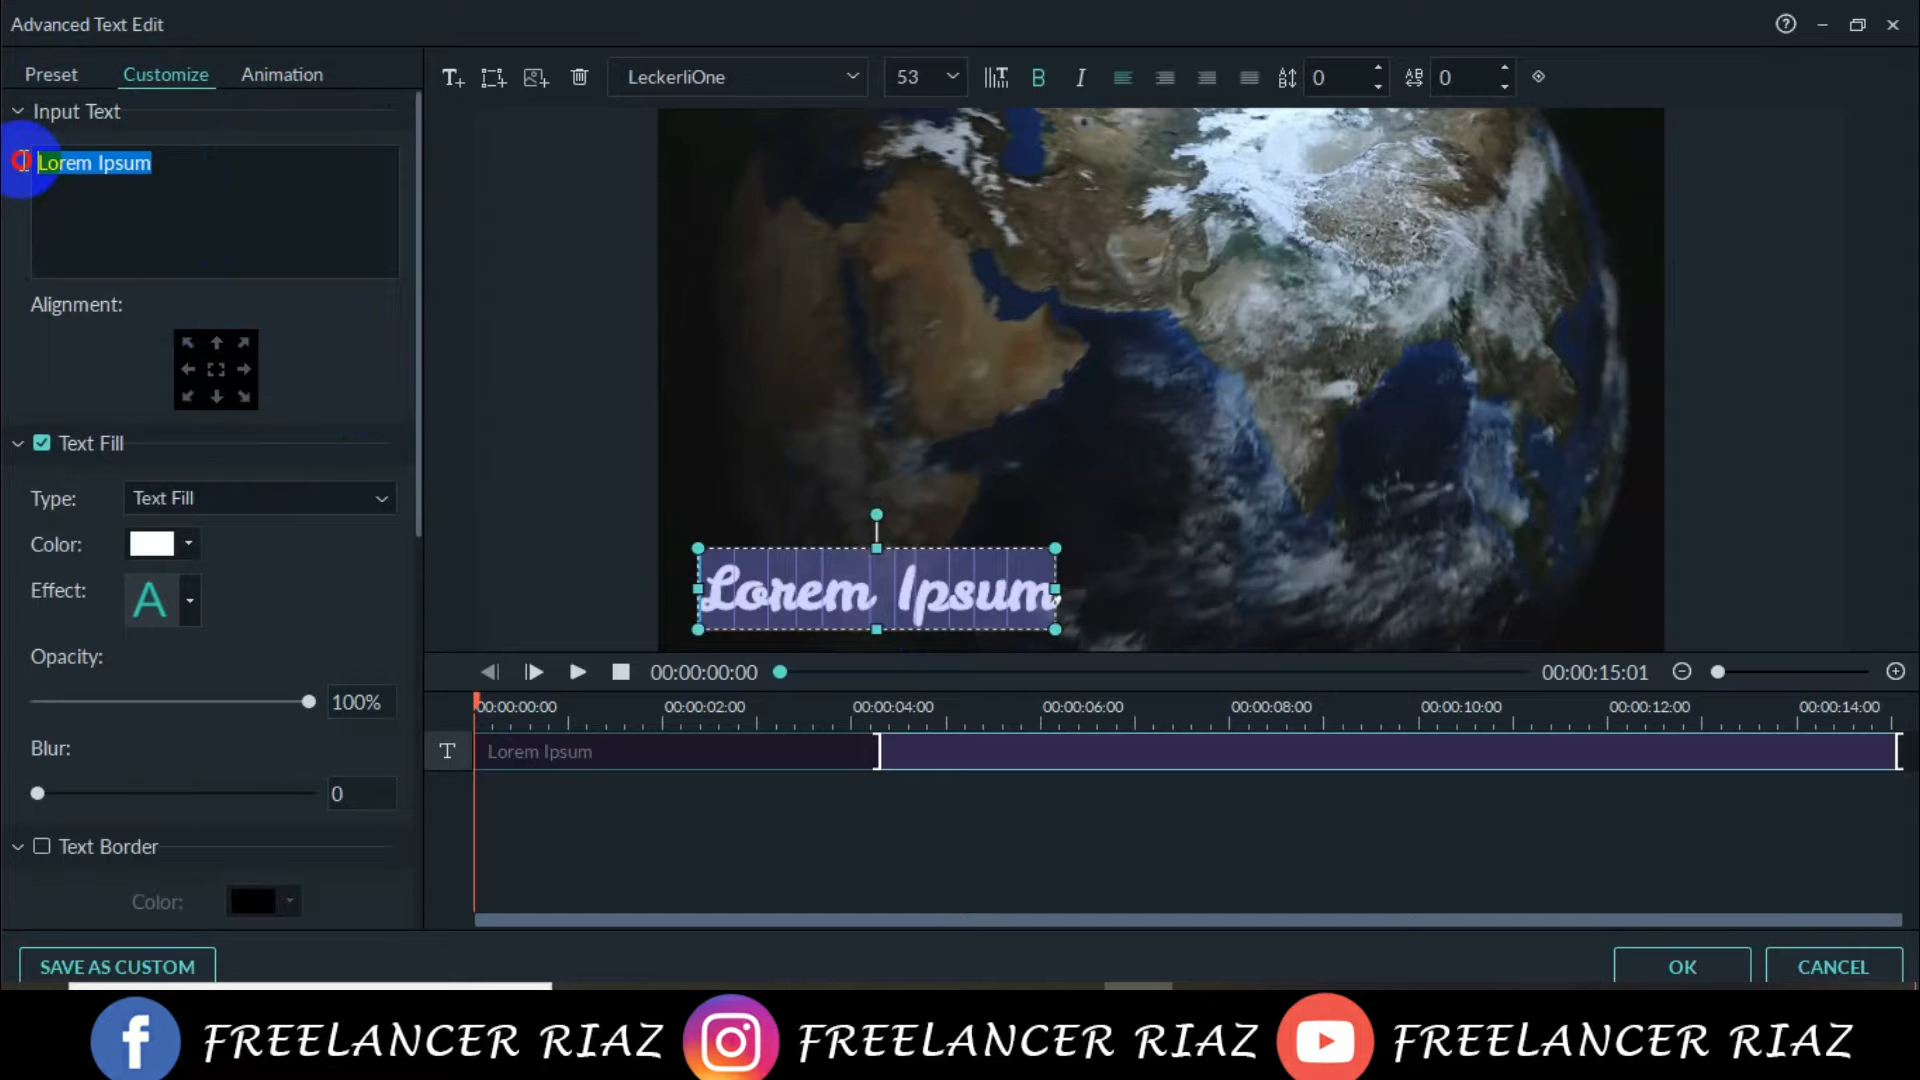 Advanced Text Edit
Preset Customize Animation
LeckerliOne 53 B I 0 0
Input Text
Lorem Ipsum
Alignment:
Text Fill
Type: Text Fill
Color:
Effect: A
Opacity:
100%
Blur:
0
Text Border
Color:
Lorem Ipsum
00:00:00:00 00:00:15:01
00:00:00:00 00:00:02:00 00:00:04:00 00:00:06:00 00:00:08:00 00:00:10:00 00:00:12:00 00:00:14:00
T Lorem Ipsum
SAVE AS CUSTOM OK CANCEL
FREELANCER RIAZ FREELANCER RIAZ FREELANCER RIAZ